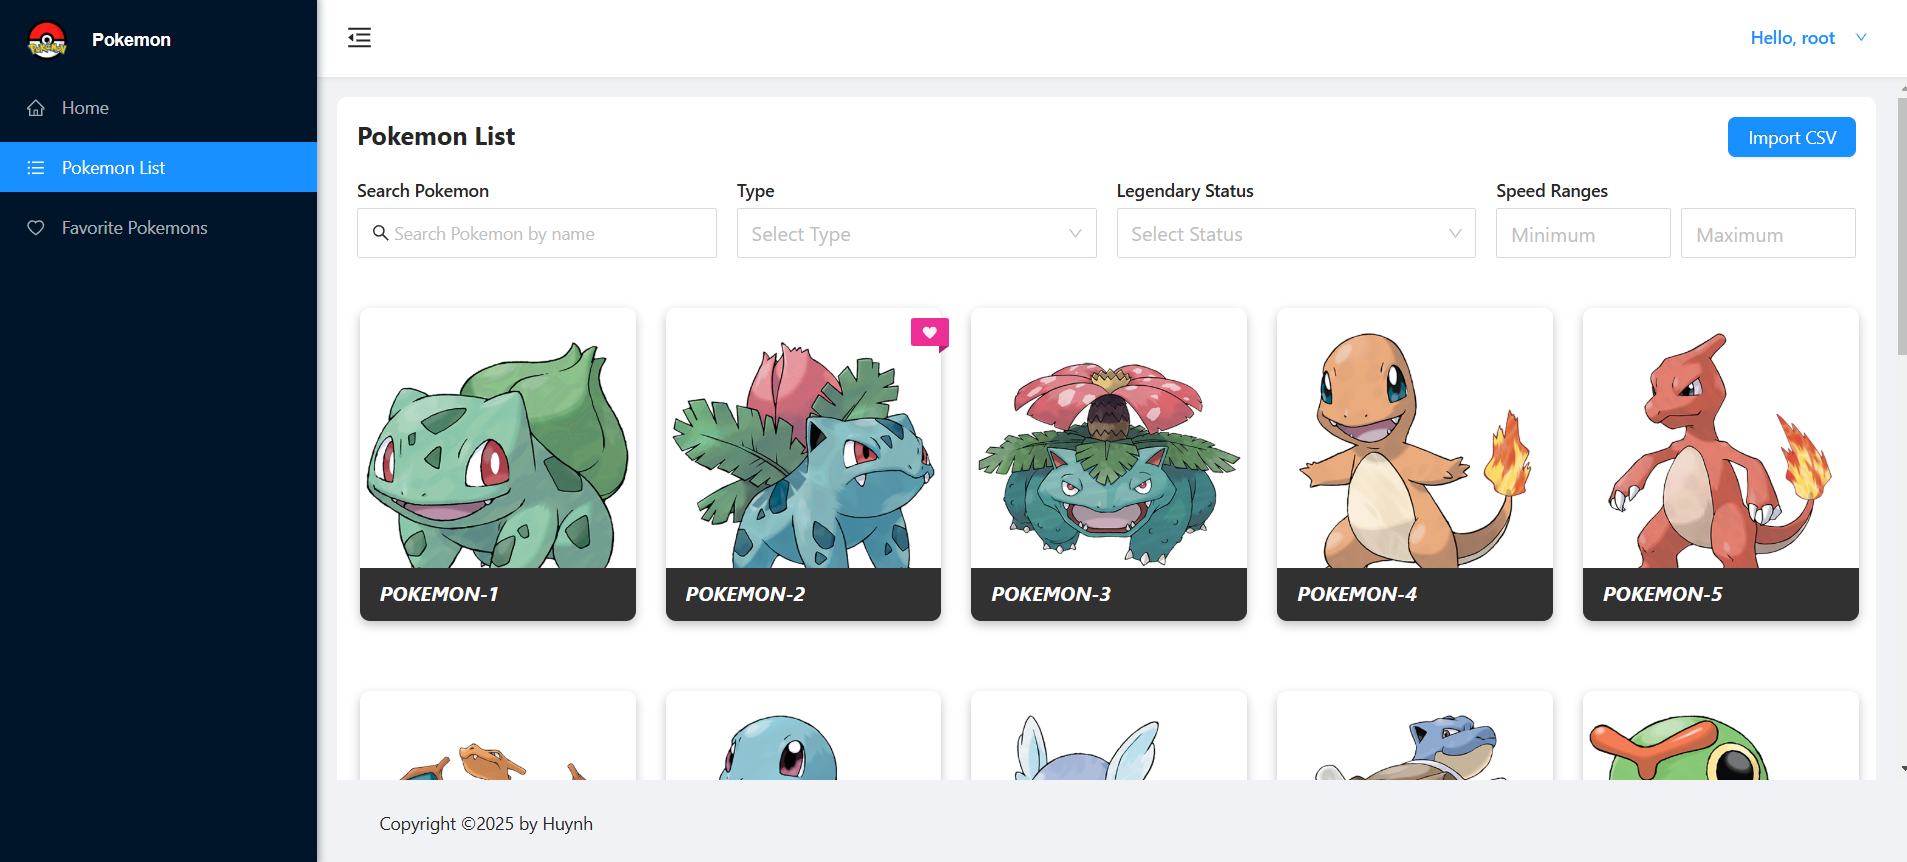 Pokemon
Home
Pokemon List
Favorite Pokemons
Hello, root
Pokemon List
Import CSV
Search Pokemon
Type
Legendary Status
Speed Ranges
Search Pokemon by name
Select Type
Select Status
Minimum
Maximum
POKEMON-1
POKEMON-2
POKEMON-3
POKEMON-4
POKEMON-5
Copyright ©2025 by Huynh